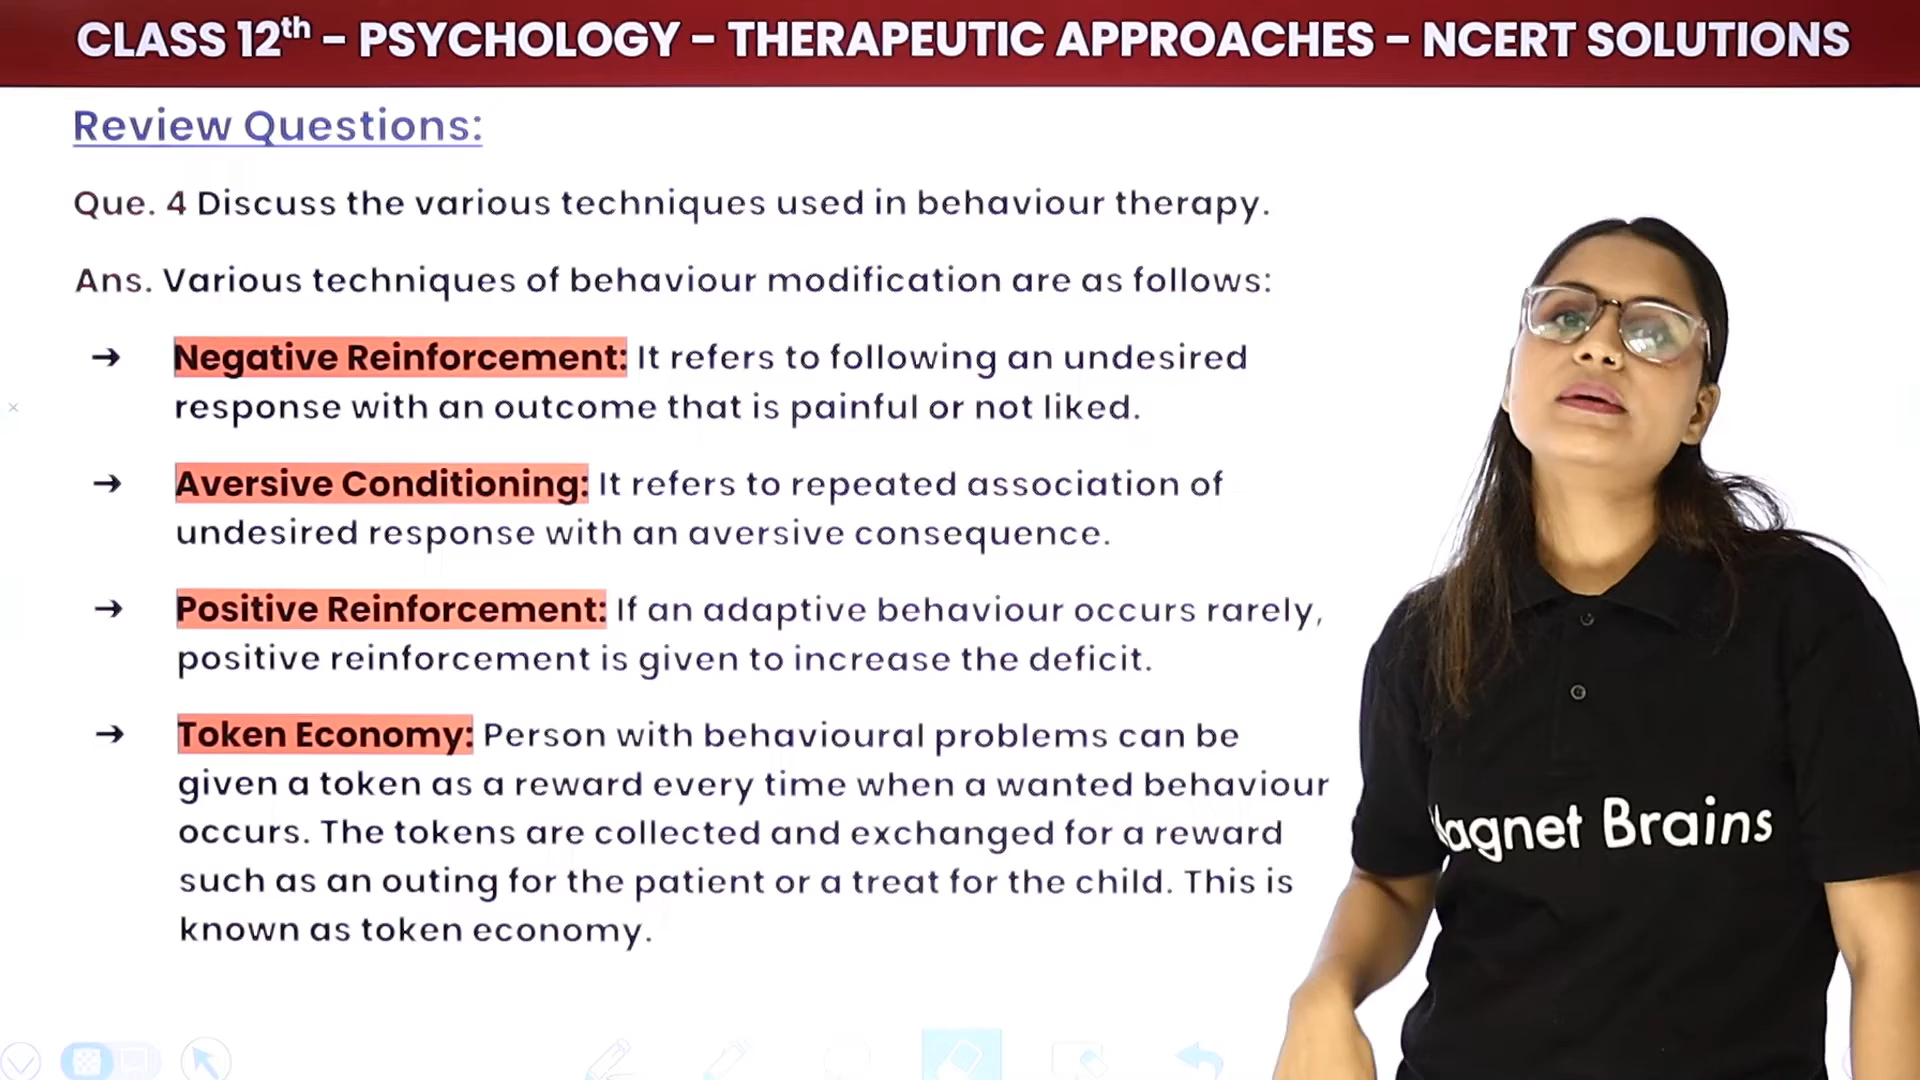 CLASS 12th - PSYCHOLOGY - THERAPEUTIC APPROACHES - NCERT SOLUTIONS
Review Questions:
Que. 4 Discuss the various techniques used in behaviour therapy.
Ans. Various techniques of behaviour modification are as follows:
→ Negative Reinforcement: It refers to following an undesired
response with an outcome that is painful or not liked.
→ Aversive Conditioning: It refers to repeated association of
undesired response with an aversive consequence.
→ Positive Reinforcement: If an adaptive behaviour occurs rarely,
positive reinforcement is given to increase the deficit.
→ Token Economy: Person with behavioural problems can be
given a token as a reward every time when a wanted behaviour
occurs. The tokens are collected and exchanged for a reward
such as an outing for the patient or a treat for the child. This is
known as token economy.
Magnet Brains